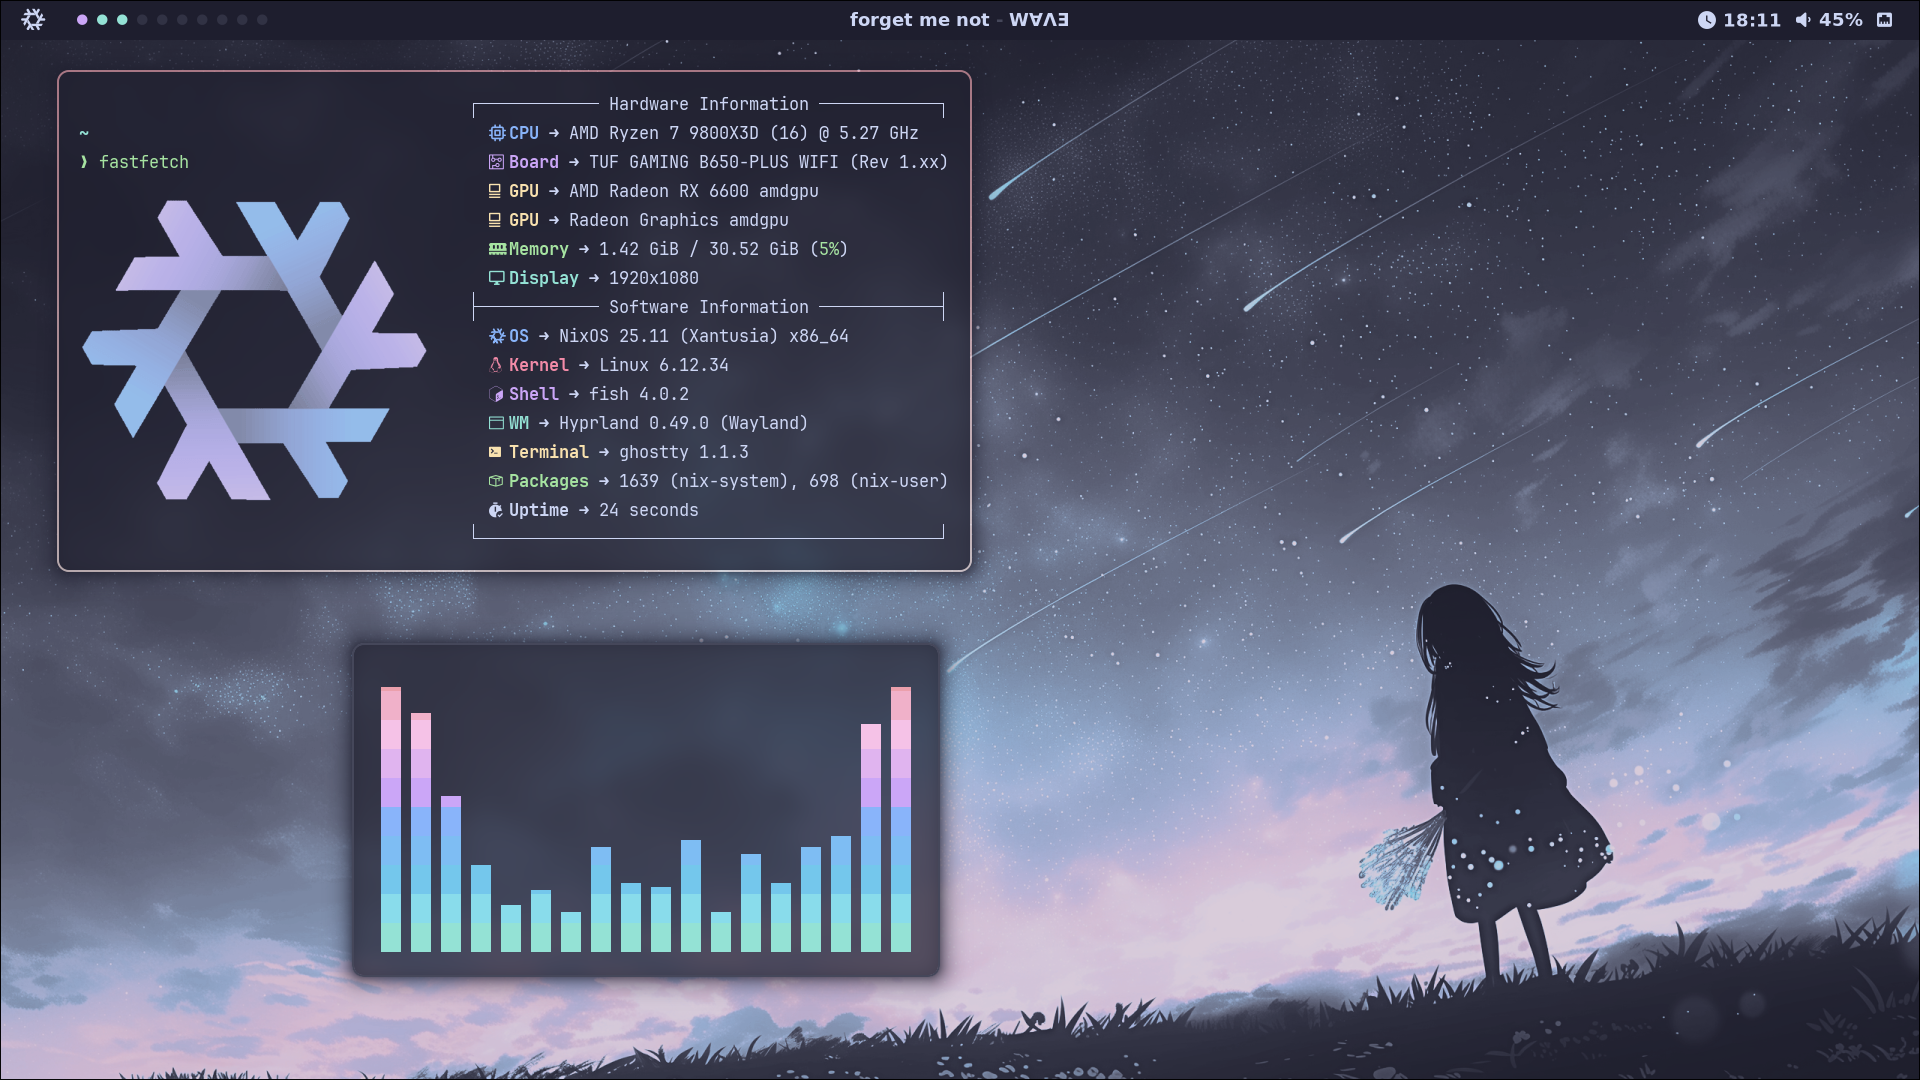 forget me not - W∀ΛƎ
18:11 45%
~
❱ fastfetch
Hardware Information
CPU → AMD Ryzen 7 9800X3D (16) @ 5.27 GHz
Board → TUF GAMING B650-PLUS WIFI (Rev 1.xx)
GPU → AMD Radeon RX 6600 amdgpu
GPU → Radeon Graphics amdgpu
Memory → 1.42 GiB / 30.52 GiB (5%)
Display → 1920x1080
Software Information
OS → NixOS 25.11 (Xantusia) x86_64
Kernel → Linux 6.12.34
Shell → fish 4.0.2
WM → Hyprland 0.49.0 (Wayland)
Terminal → ghostty 1.1.3
Packages → 1639 (nix-system), 698 (nix-user)
Uptime → 24 seconds